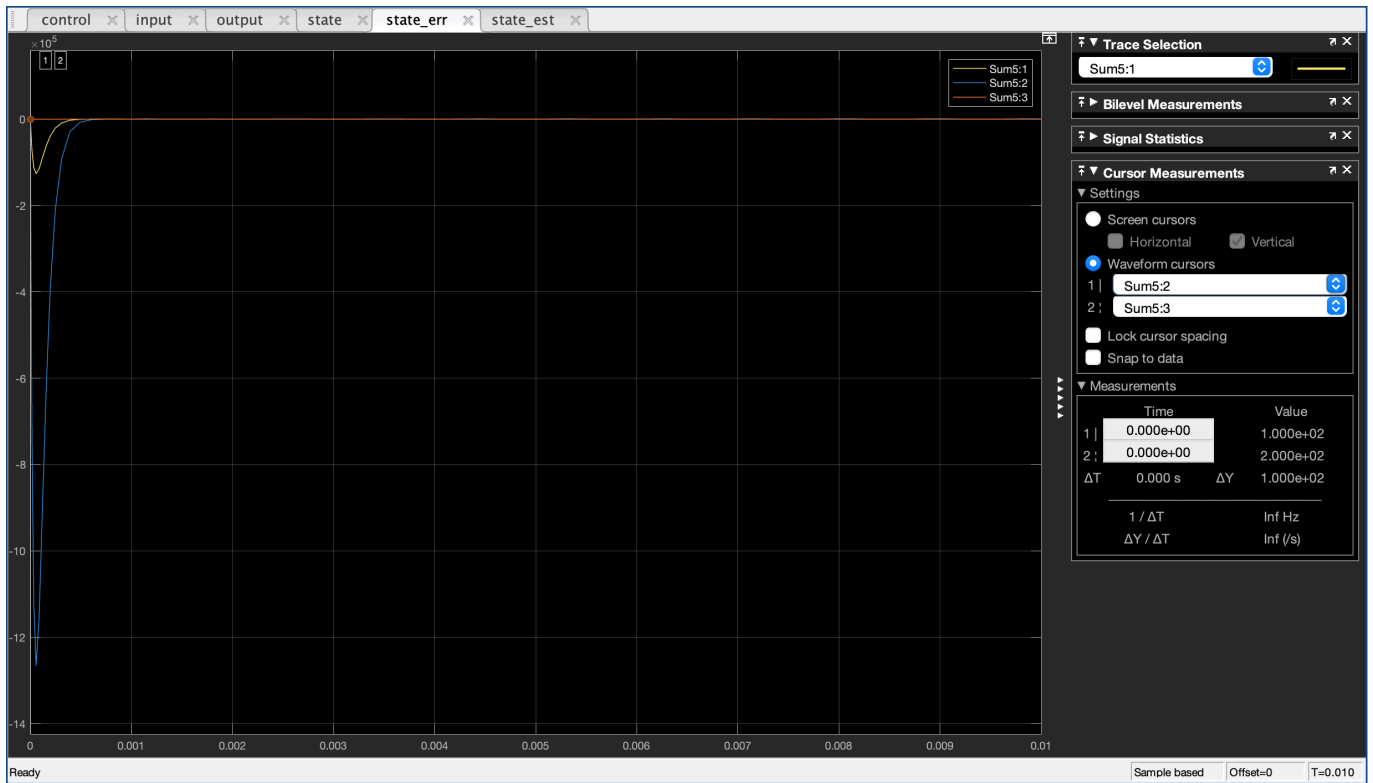 control input output state state_err state_est
×10⁵
1 2
Sum5:1
Sum5:2
Sum5:3
0
-2
-4
-6
-8
-10
-12
-14
0 0.001 0.002 0.003 0.004 0.005 0.006 0.007 0.008 0.009 0.01
Trace Selection
Sum5:1
Bilevel Measurements
Signal Statistics
Cursor Measurements
Settings
Screen cursors
Horizontal Vertical
Waveform cursors
1 | Sum5:2
2 ¦ Sum5:3
Lock cursor spacing
Snap to data
Measurements
Time Value
1 | 0.000e+00 1.000e+02
2 ¦ 0.000e+00 2.000e+02
ΔT 0.000 s ΔY 1.000e+02
1 / ΔT Inf Hz
ΔY / ΔT Inf (/s)
Ready Sample based Offset=0 T=0.010